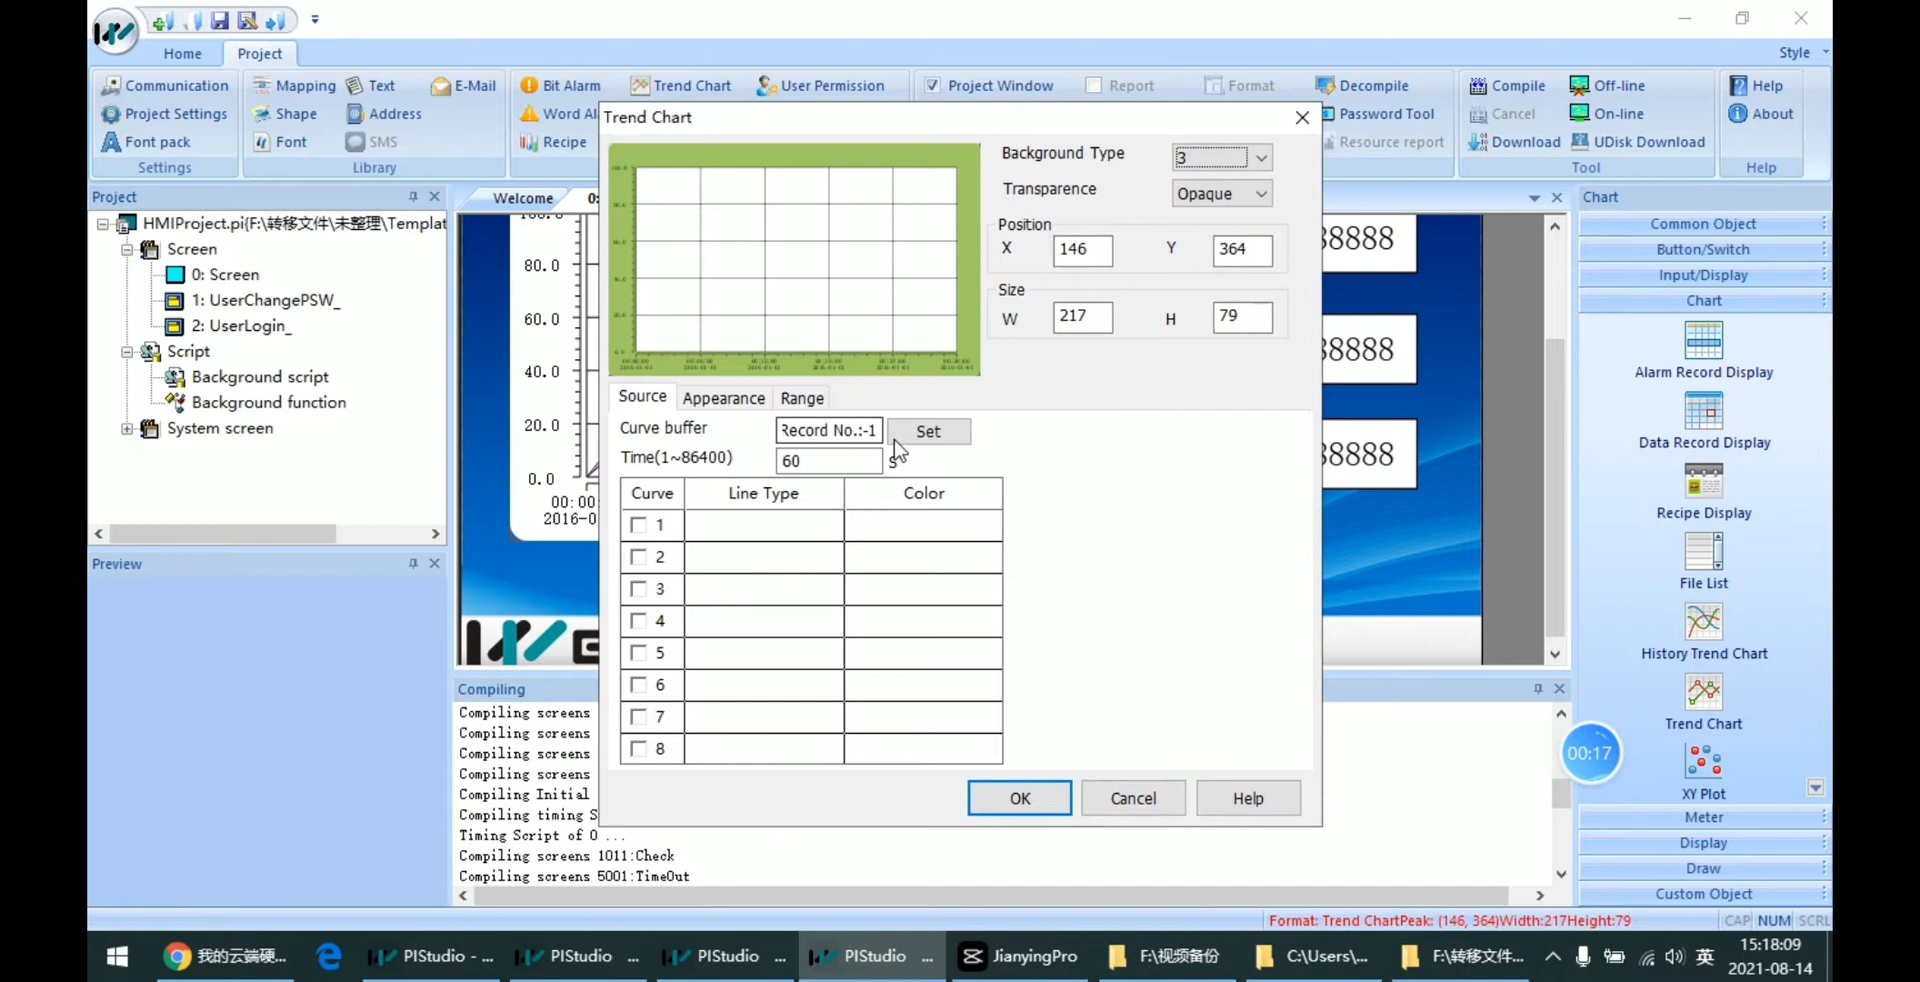 Home
Project
Style
Communication
Project Settings
Font pack
Settings
Mapping
Text
E-Mail
Shape
Address
Font
SMS
Library
Bit Alarm
Trend Chart
User Permission
Word Al
Recipe
Project Window
Report
Format
Decompile
Password Tool
Resource report
Compile
Off-line
Cancel
On-line
Download
UDisk Download
Tool
Help
About
Help
Project
HMIProject.pi{F:\转移文件\未整理\Templat
Screen
0: Screen
1: UserChangePSW_
2: UserLogin_
Script
Background script
Background function
System screen
Preview
Welcome
0:
100.0
80.0
60.0
40.0
20.0
0.0
00:00
2016-0
Trend Chart
Background Type
3
Transparence
Opaque
Position
X
146
Y
364
Size
W
217
H
79
Source
Appearance
Range
Curve buffer
Record No.:-1
Set
Time(1~86400)
60
S
Curve
Line Type
Color
1
2
3
4
5
6
7
8
OK
Cancel
Help
88888
88888
88888
Compiling
Compiling screens
Compiling screens
Compiling screens
Compiling screens
Compiling Initial
Compiling timing S
Timing Script of 0 ...
Compiling screens 1011:Check
Compiling screens 5001:TimeOut
Chart
Common Object
Button/Switch
Input/Display
Chart
Alarm Record Display
Data Record Display
Recipe Display
File List
History Trend Chart
Trend Chart
XY Plot
Meter
Display
Draw
Custom Object
00:17
Format: Trend ChartPeak: (146, 364)Width:217Height:79
CAP
NUM
SCRL
我的云端硬...
PIStudio - ...
PIStudio ...
PIStudio ...
PIStudio ...
JianyingPro
F:\视频备份
C:\Users\...
F:\转移文件...
英
15:18:09
2021-08-14